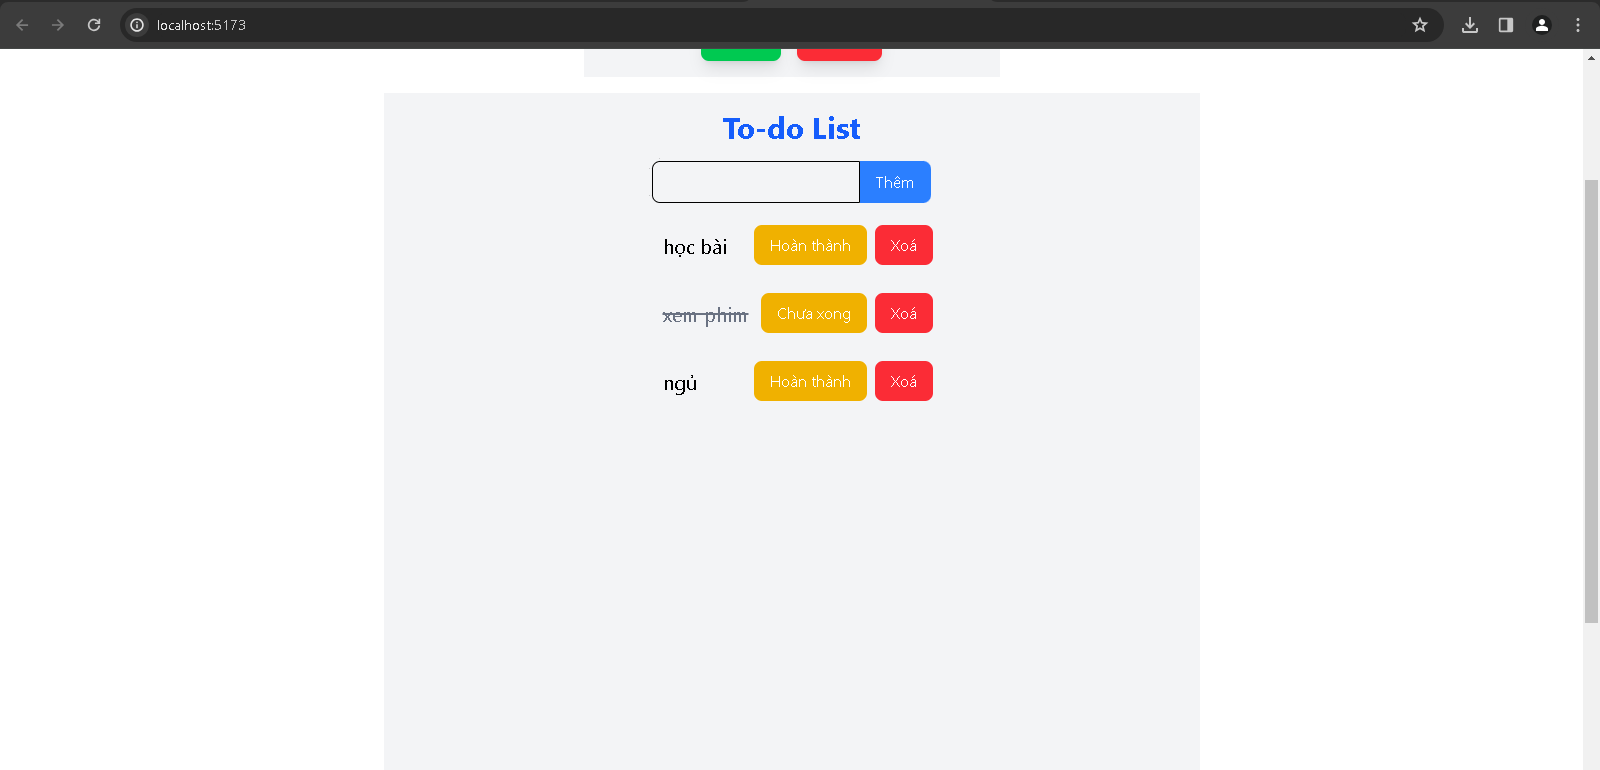 localhost:5173
To-do List
Thêm
học bài Hoàn thành Xoá
xem phim Chưa xong Xoá
ngủ Hoàn thành Xoá